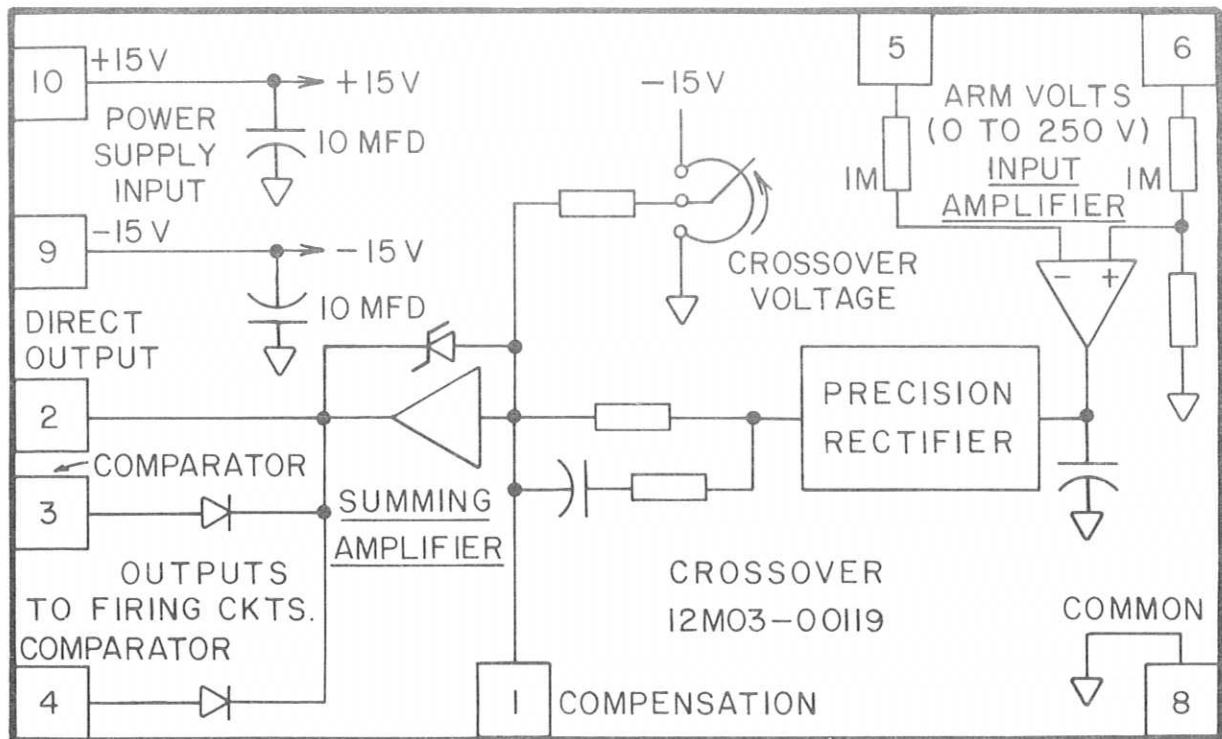 10
+15V
+15V
POWER
SUPPLY
INPUT
10 MFD
9
-15V
-15V
10 MFD
DIRECT
OUTPUT
2
COMPARATOR
3
OUTPUTS
TO FIRING CKTS.
COMPARATOR
4
SUMMING
AMPLIFIER
-15V
CROSSOVER
VOLTAGE
5
6
ARM VOLTS
(0 TO 250 V)
INPUT
AMPLIFIER
1M
1M
-
+
PRECISION
RECTIFIER
CROSSOVER
12M03-00119
1
COMPENSATION
COMMON
8